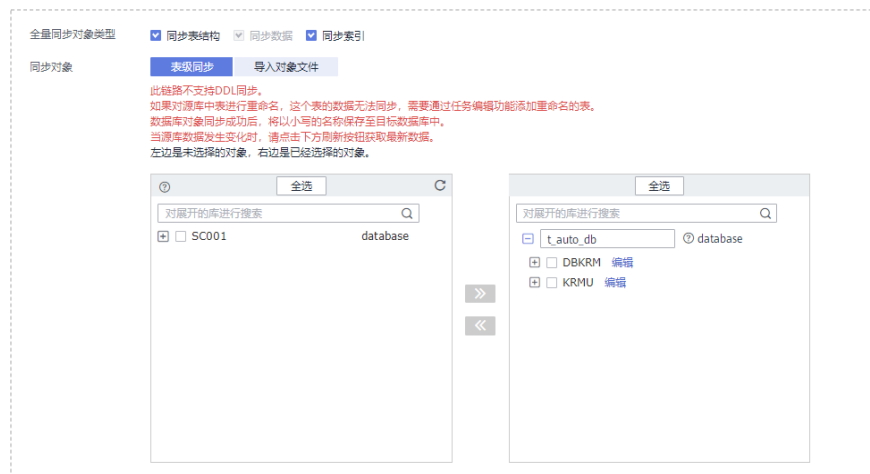 全量同步对象类型 同步表结构 同步数据 同步索引
同步对象 表级同步 导入对象文件
此链路不支持DDL同步。
如果对源库中表进行重命名，这个表的数据无法同步，需要通过任务编辑功能添加重命名的表。
数据库对象同步成功后，将以小写的名称保存至目标数据库中。
当源库数据发生变化时，请点击下方刷新按钮获取最新数据。
左边是未选择的对象，右边是已经选择的对象。
全选
对展开的库进行搜索
SC001 database
全选
对展开的库进行搜索
t_auto_db database
DBKRM 编辑
KRMU 编辑